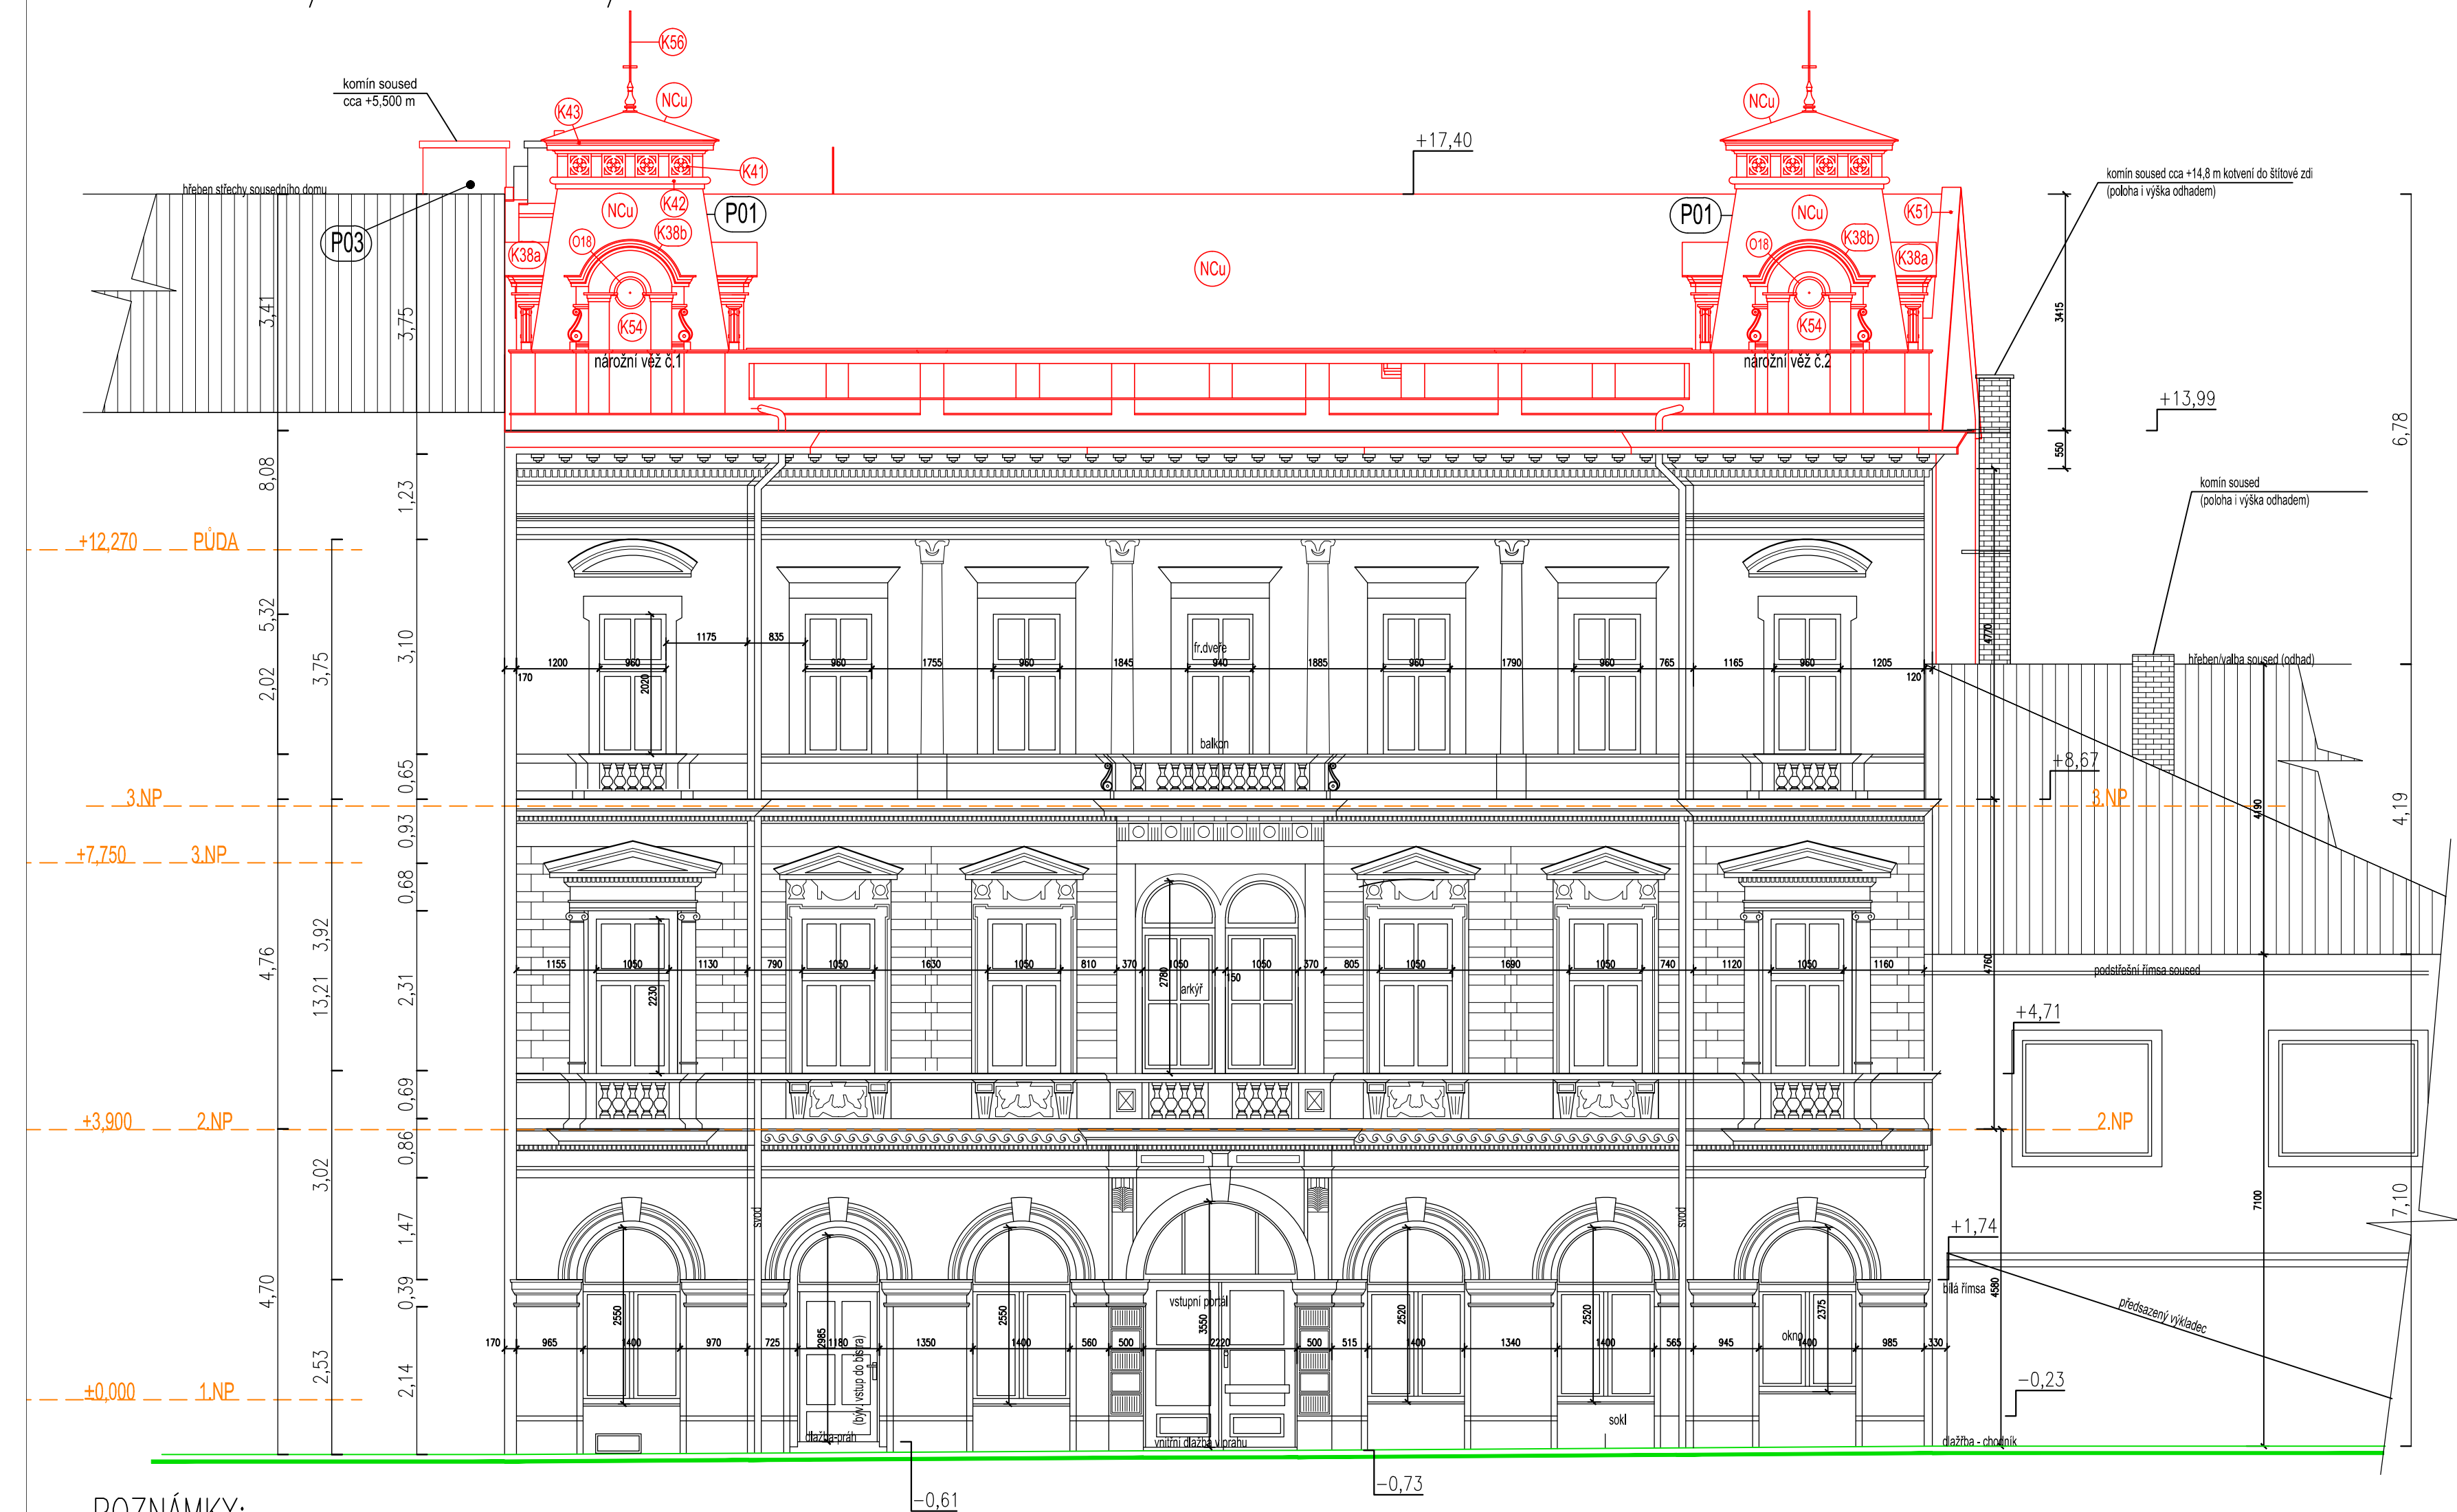 K56
komín soused
cca +5,500 m
K43
NCu
NCu
+17,40
K41
komín soused cca +14,8 m kotvení do štítové zdi
(poloha i výška odhadem)
hřeben střechy sousedního domu
K42
NCu
P01
P01
NCu
K51
P03
K38b
O18
K38a
NCu
O18
K38b
K38a
3,41
3,75
K54
K54
3415
nárožní věž č.1
nárožní věž č.2
+13,99
6,78
550
8,08
1,23
komín soused
(poloha i výška odhadem)
+12,270 PŮDA
5,32
3,10
3,75
2,02
1175 835
fr.dveře
4770
hřeben/valba soused (odhad)
170 1200 960 960 1755 960 1845 940 1885 960 1790 960 765 1165 960 1205 120
2020
balkon
0,65
+8,67
3.NP
3.NP
4190
4,19
0,93
+7,750 3.NP
0,68
4,76
3,92
13,21
2,31
1155 1050 1130 790 1050 1630 1050 810 370 1050 150 1050 370 805 1050 1690 1050 740 1120 1050 1160
2230
2780
arkýř
4760
podstřešní římsa soused
+4,71
0,69
+3,900 2.NP
2.NP
0,86
3,02
svod
svod
7100
7,10
1,47
+1,74
4,70
0,39
bílá římsa
4580
předsazený výkladec
vstupní portál
2550
2985
2550
3550
2520
2520
2375
okno
170 965 1400 970 725 1180 1350 1400 560 500 2220 500 515 1400 1340 1400 565 945 1400 985 330
(býv. vstup do bistra)
2,53
2,14
±0,000 1.NP
-0,23
sokl
dlažba-práh
vnitřní dlažba v prahu
dlažřba - chodník
-0,73
-0,61
POZNÁMKY: